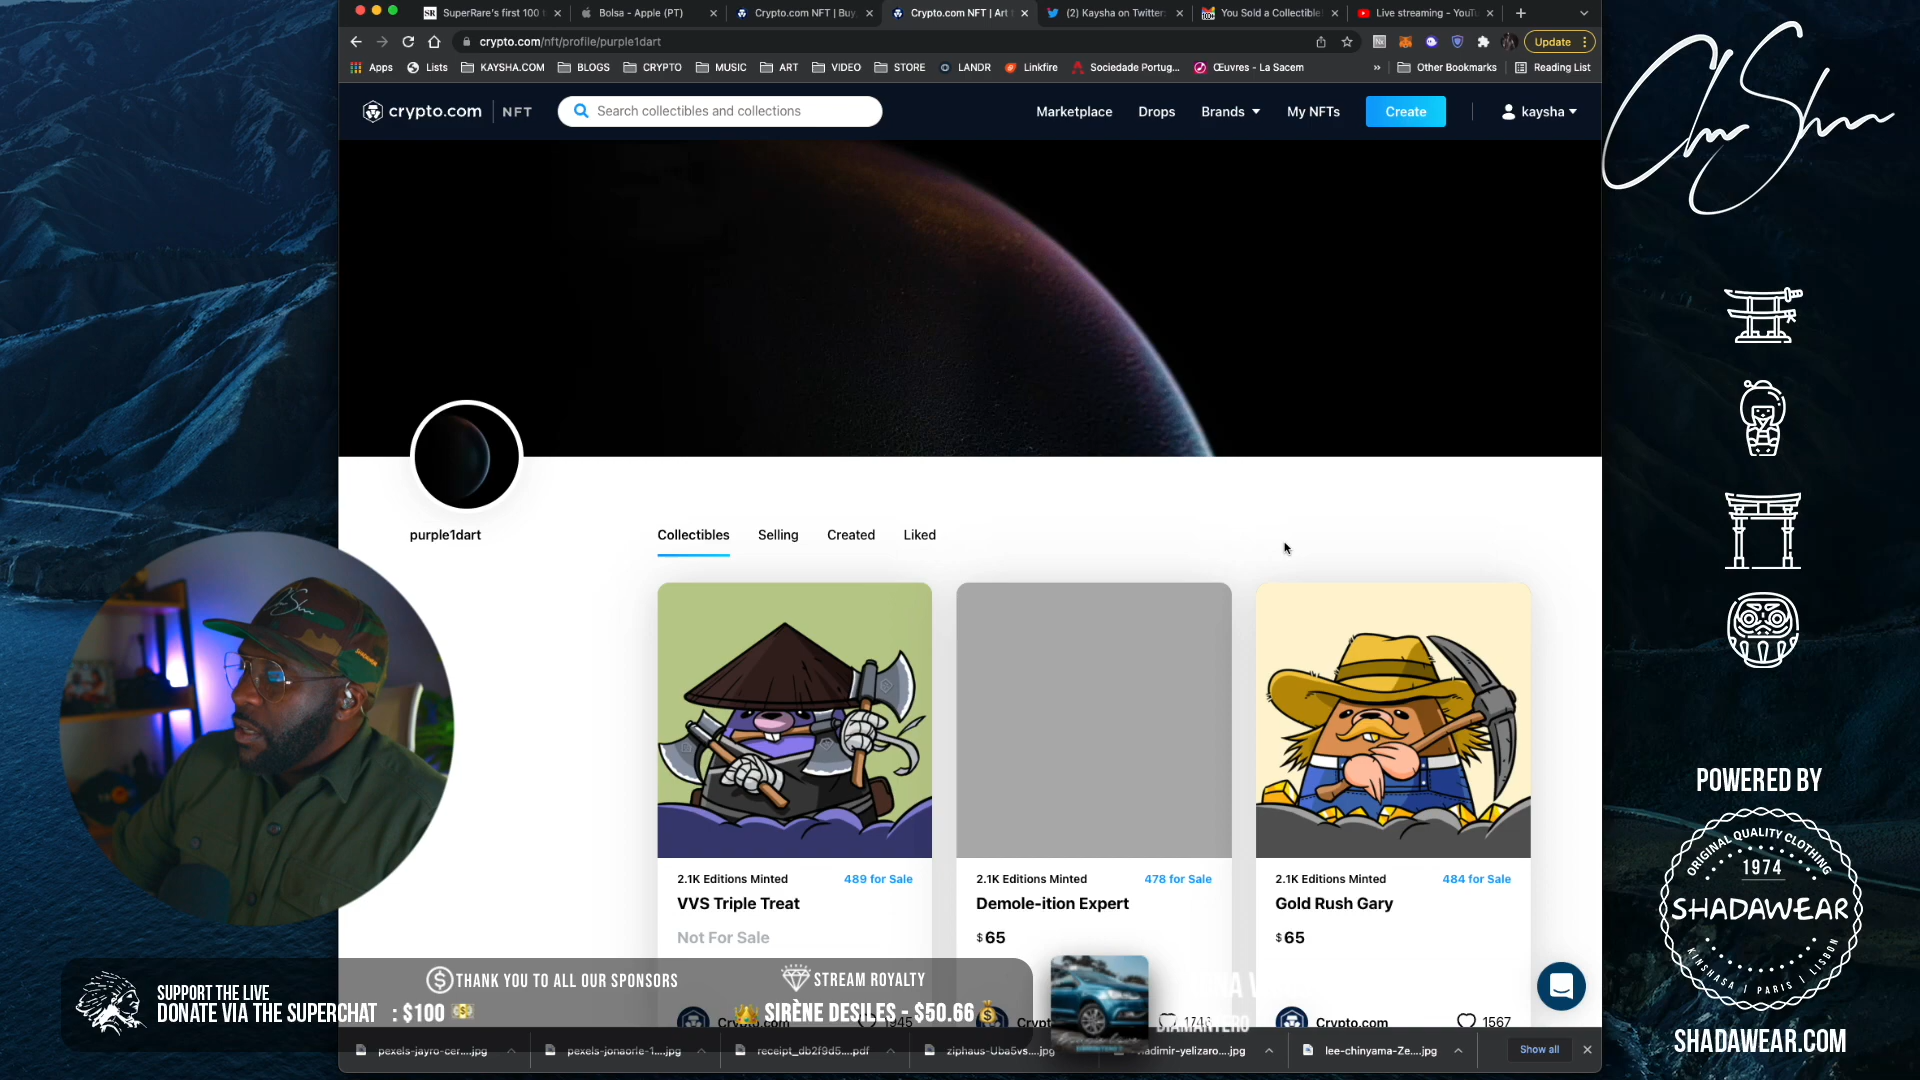 SuperRare's first 100 t
Bolsa - Apple (PT)
Crypto.com NFT | Buy,
Crypto.com NFT | Art
(2) Kaysha on Twitter:
You Sold a Collectible!
Live streaming - YouTu
crypto.com/nft/profile/purple1dart
Update
Apps
Lists
KAYSHA.COM
BLOGS
CRYPTO
MUSIC
ART
VIDEO
STORE
LANDR
Linkfire
Sociedade Portug...
Œuvres - La Sacem
»
Other Bookmarks
Reading List
crypto.com | NFT
Search collectibles and collections
Marketplace
Drops
Brands
My NFTs
Create
kaysha
purple1dart
Collectibles
Selling
Created
Liked
2.1K Editions Minted
489 for Sale
VVS Triple Treat
Not For Sale
1945
2.1K Editions Minted
478 for Sale
Demole-ition Expert
$65
2.1K Editions Minted
484 for Sale
Gold Rush Gary
$65
Crypto.com
1567
SUPPORT THE LIVE
DONATE VIA THE SUPERCHAT : $100
THANK YOU TO ALL OUR SPONSORS
STREAM ROYALTY
SIRÈNE DESILES - $50.66
DIAMANTERO
pexels-jayro-cer....jpg
pexels-jonaorle-1....jpg
receipt_db2f9d5....pdf
ziphaus-Uba5vs....jpg
vladimir-yelizaro....jpg
lee-chinyama-Ze....jpg
Show all
POWERED BY
ORIGINAL QUALITY CLOTHING
1974
SHADAWEAR
KINSHASA | PARIS | LISBON
SHADAWEAR.COM